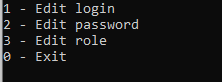 1 - Edit login
2 - Edit password
3 - Edit role
0 - Exit